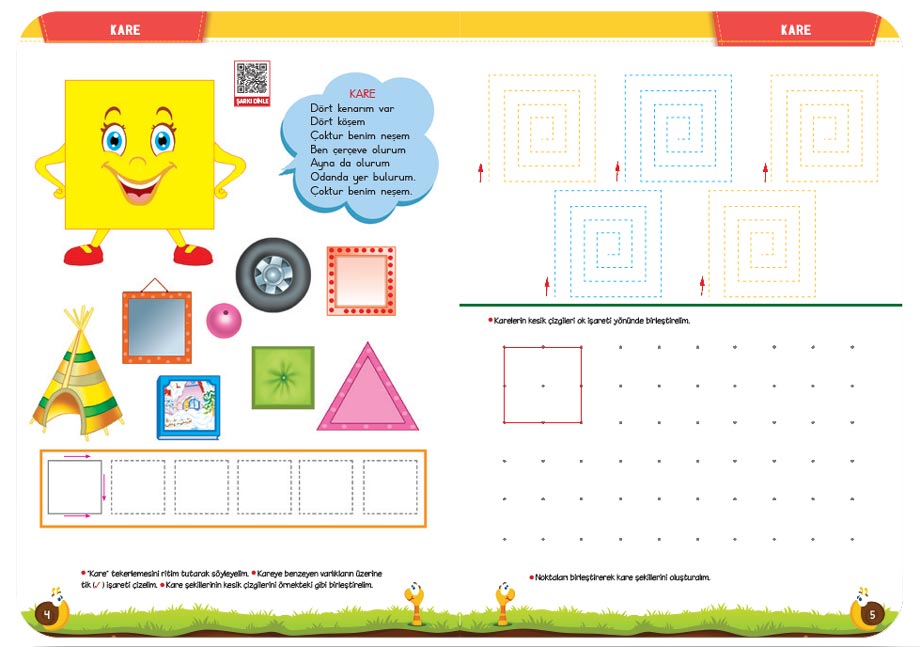 KARE
ŞARKI DİNLE
KARE
Dört kenarım var
Dört köşem
Çoktur benim neşem
Ben çerçeve olurum
Ayna da olurum
Odanda yer bulurum.
Çoktur benim neşem.
• "Kare" tekerlemesini ritim tutarak söyleyelim. • Kareye benzeyen varlıkların üzerine
tik (✓) işareti çizelim. • Kare şekillerinin kesik çizgilerini örnekteki gibi birleştirelim.
4
KARE
• Karelerin kesik çizgileri ok işareti yönünde birleştirelim.
• Noktaları birleştirerek kare şekillerini oluşturalım.
5